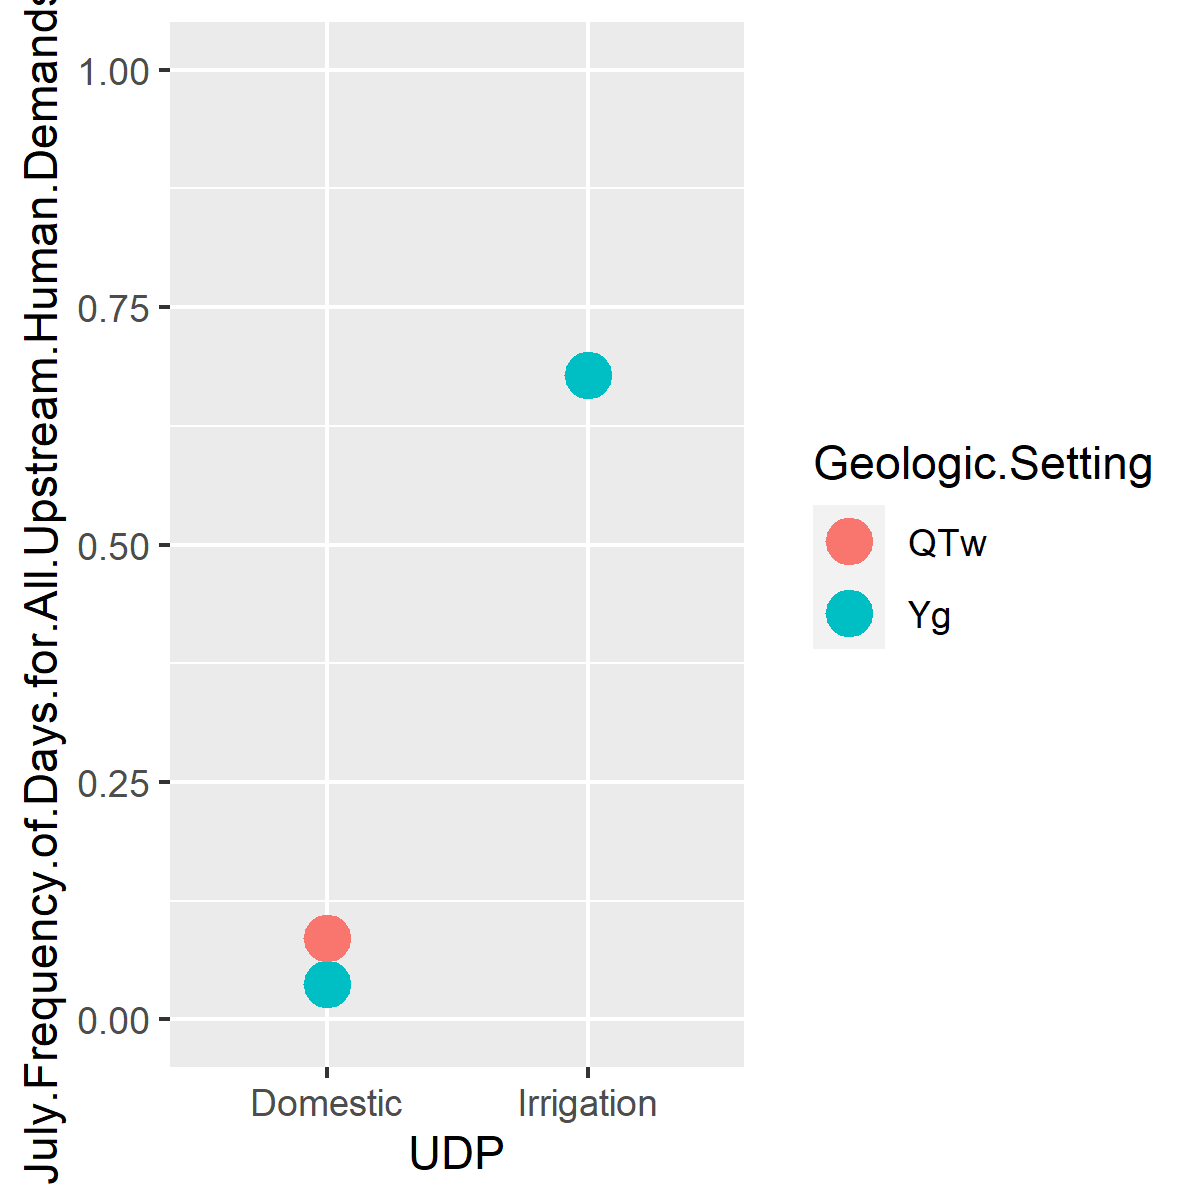 July.Frequency.of.Days.for.All.Upstream.Human.Demands
1.00
0.75
0.50
0.25
0.00
Domestic
Irrigation
UDP
Geologic.Setting
QTw
Yg